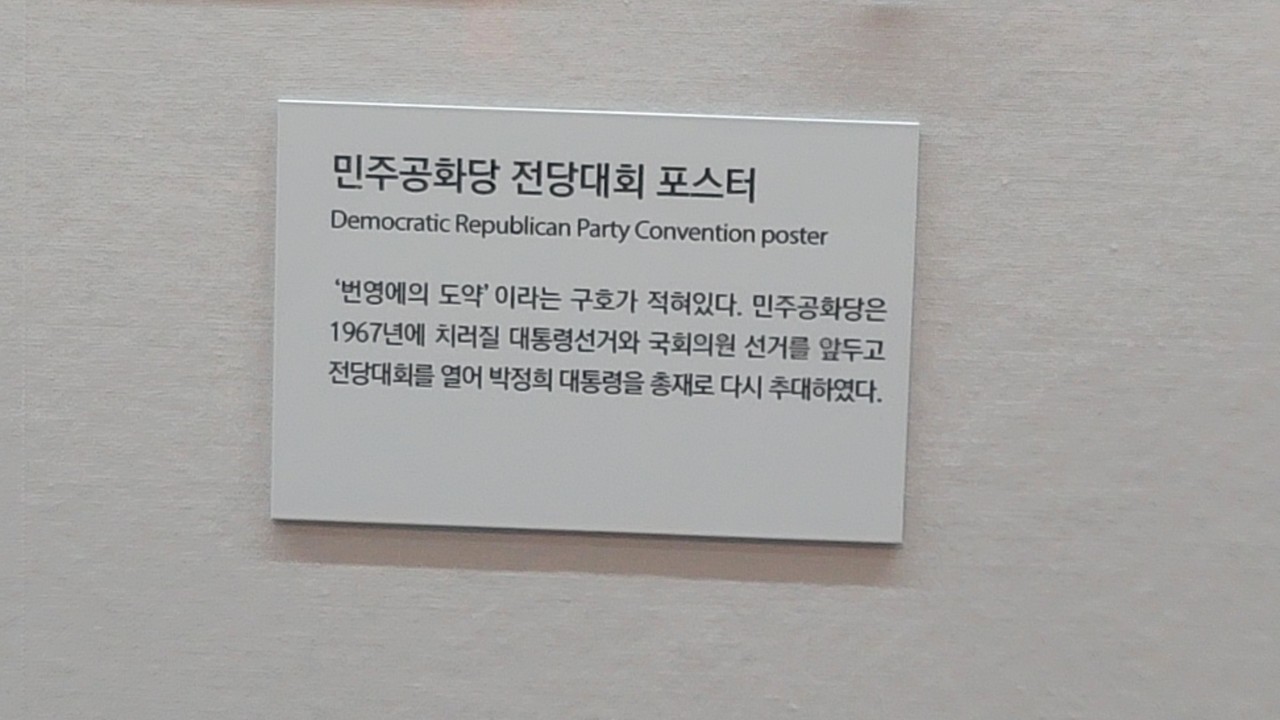 민주공화당 전당대회 포스터
Democratic Republican Party Convention poster
‘번영에의 도약’이라는 구호가 적혀있다. 민주공화당은
1967년에 치러질 대통령선거와 국회의원 선거를 앞두고
전당대회를 열어 박정희 대통령을 총재로 다시 추대하였다.